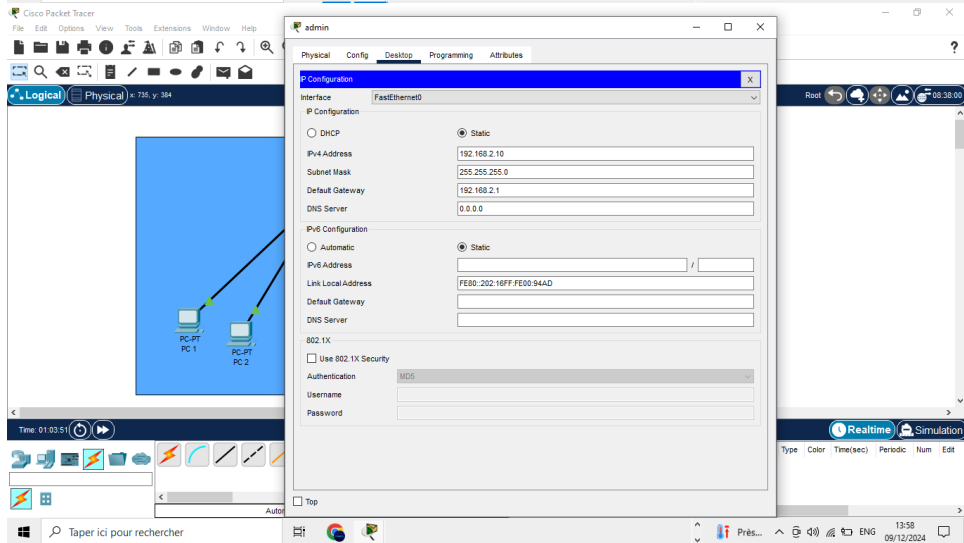 Cisco Packet Tracer
File Edit Options View Tools Extensions Window Help
Logical Physical x: 735, y: 384
Root 08:38:00
admin
Physical Config Desktop Programming Attributes
IP Configuration X
Interface FastEthernet0
IP Configuration
DHCP Static
IPv4 Address 192.168.2.10
Subnet Mask 255.255.255.0
Default Gateway 192.168.2.1
DNS Server 0.0.0.0
IPv6 Configuration
Automatic Static
IPv6 Address /
Link Local Address FE80::202:16FF:FE00:94AD
Default Gateway
DNS Server
802.1X
Use 802.1X Security
Authentication MD5
Username
Password
Top
PC-PT
PC 1
PC-PT
PC 2
Time: 01:03:51
Realtime Simulation
Type Color Time(sec) Periodic Num Edit
Autor
Taper ici pour rechercher
Près... ENG
13:58
09/12/2024